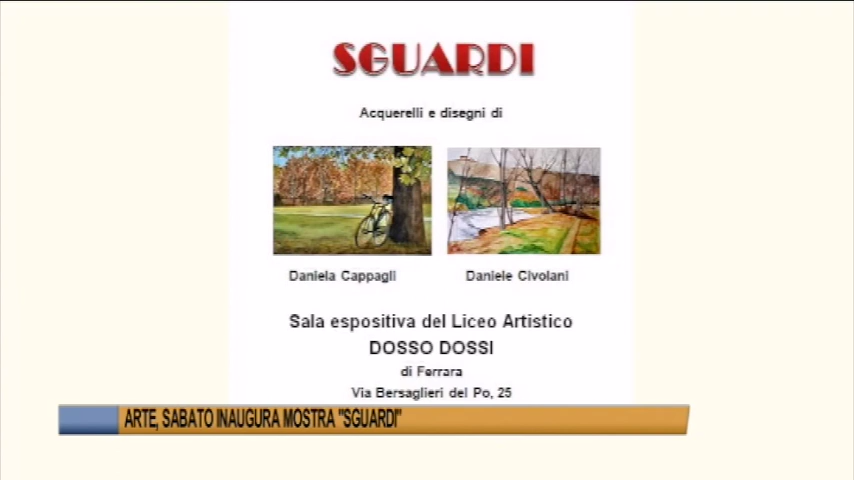 SGUARDI
Acquerelli e disegni di
Daniela Cappagli
Daniele Civolani
Sala espositiva del Liceo Artistico
DOSSO DOSSI
di Ferrara
Via Bersaglieri del Po, 25
ARTE, SABATO INAUGURA MOSTRA "SGUARDI"